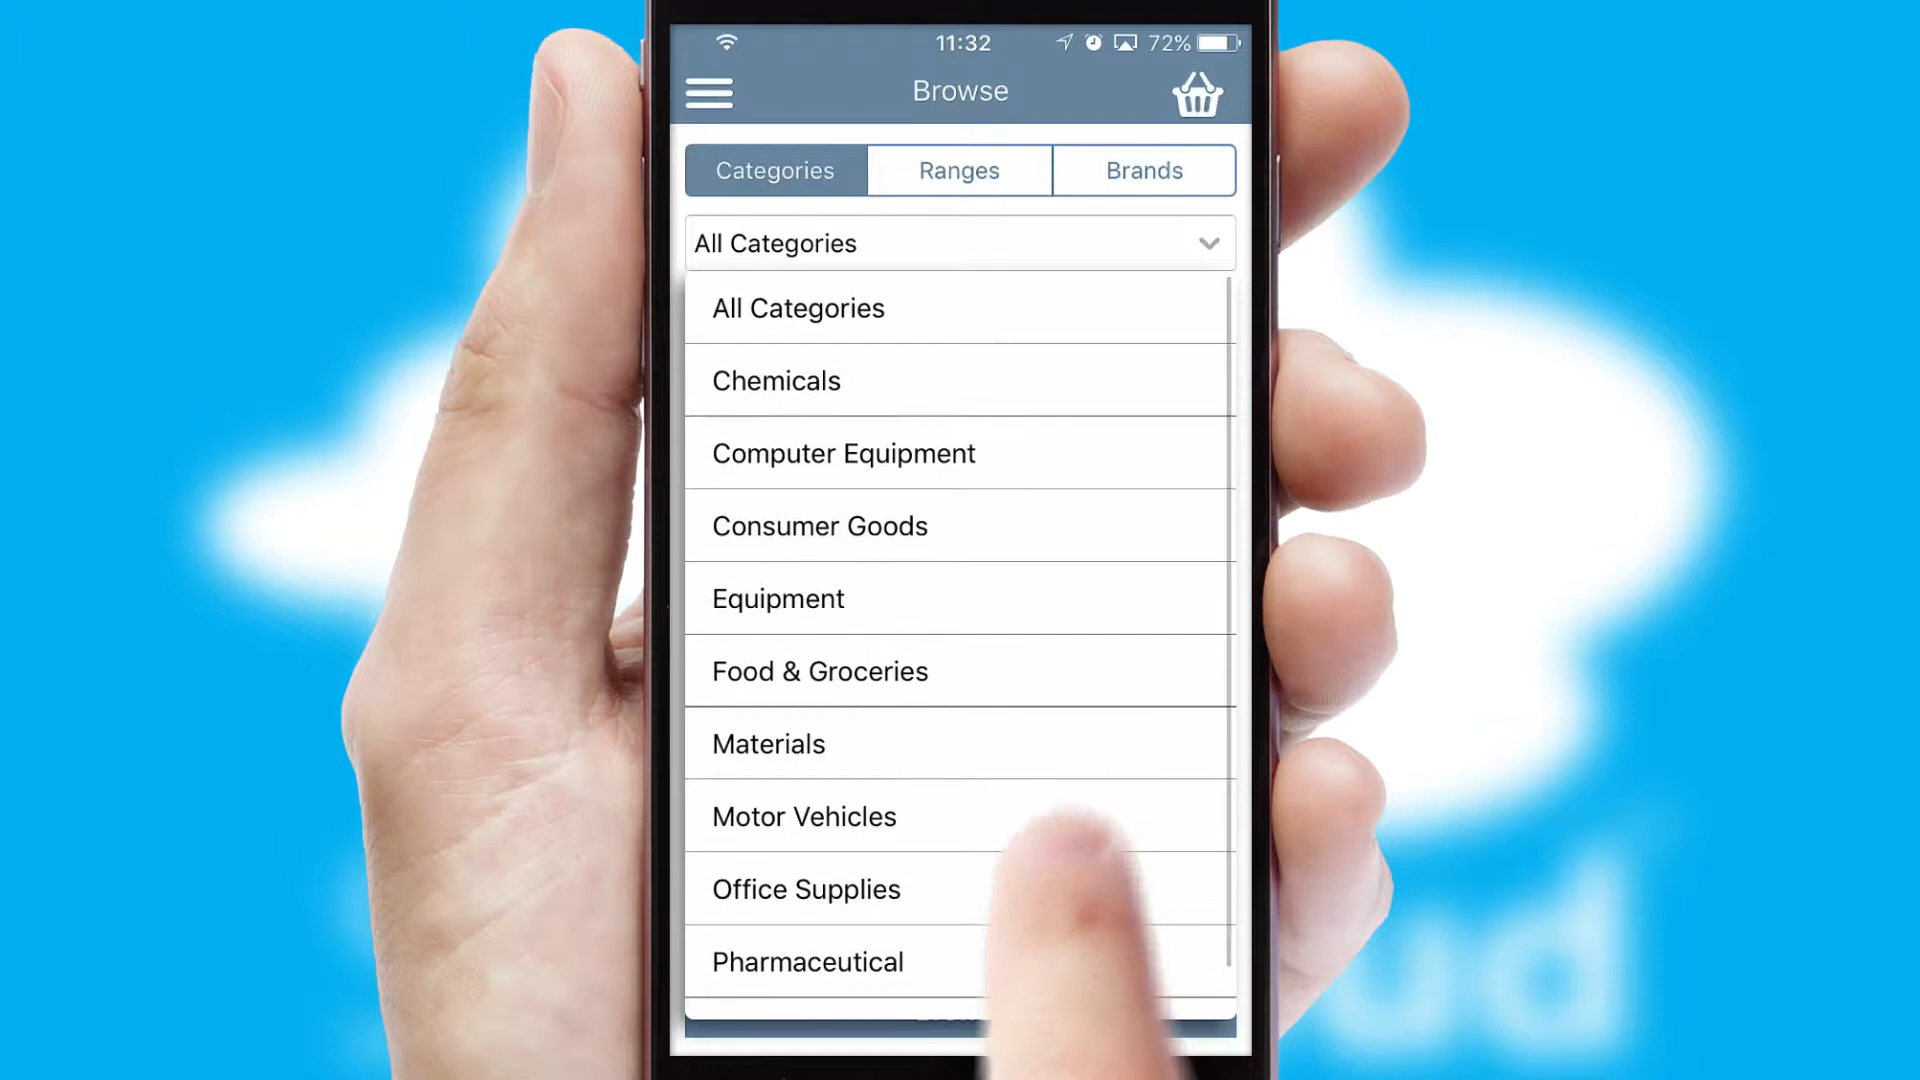 11:32
72%
Browse
Categories
Ranges
Brands
All Categories
All Categories
Chemicals
Computer Equipment
Consumer Goods
Equipment
Food & Groceries
Materials
Motor Vehicles
Office Supplies
Pharmaceutical